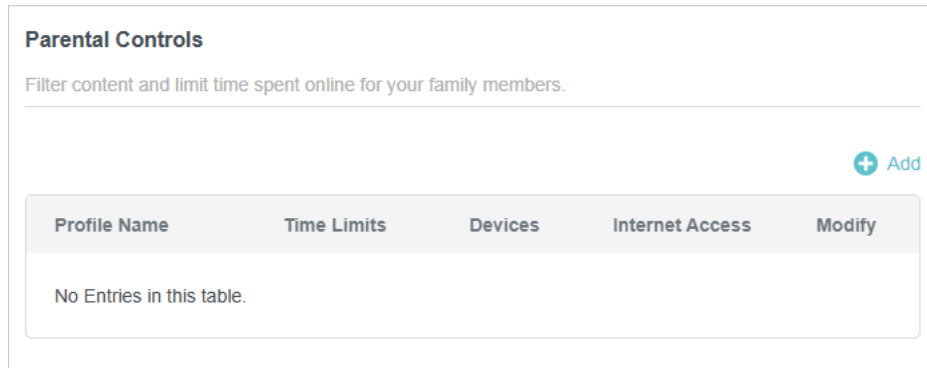 Parental Controls
Filter content and limit time spent online for your family members.
Add
Profile Name Time Limits Devices Internet Access Modify
No Entries in this table.